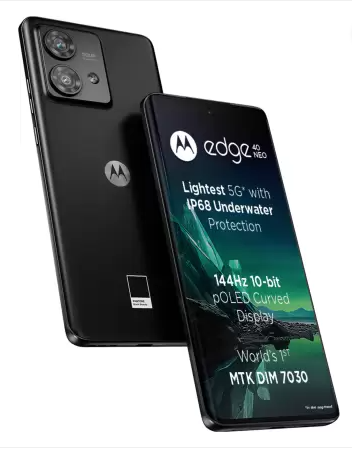 edge 40
NEO
Lightest 5G* with
IP68 Underwater
Protection
144Hz 10-bit
pOLED Curved
Display
World's 1ST
MTK DIM 7030
PANTONE